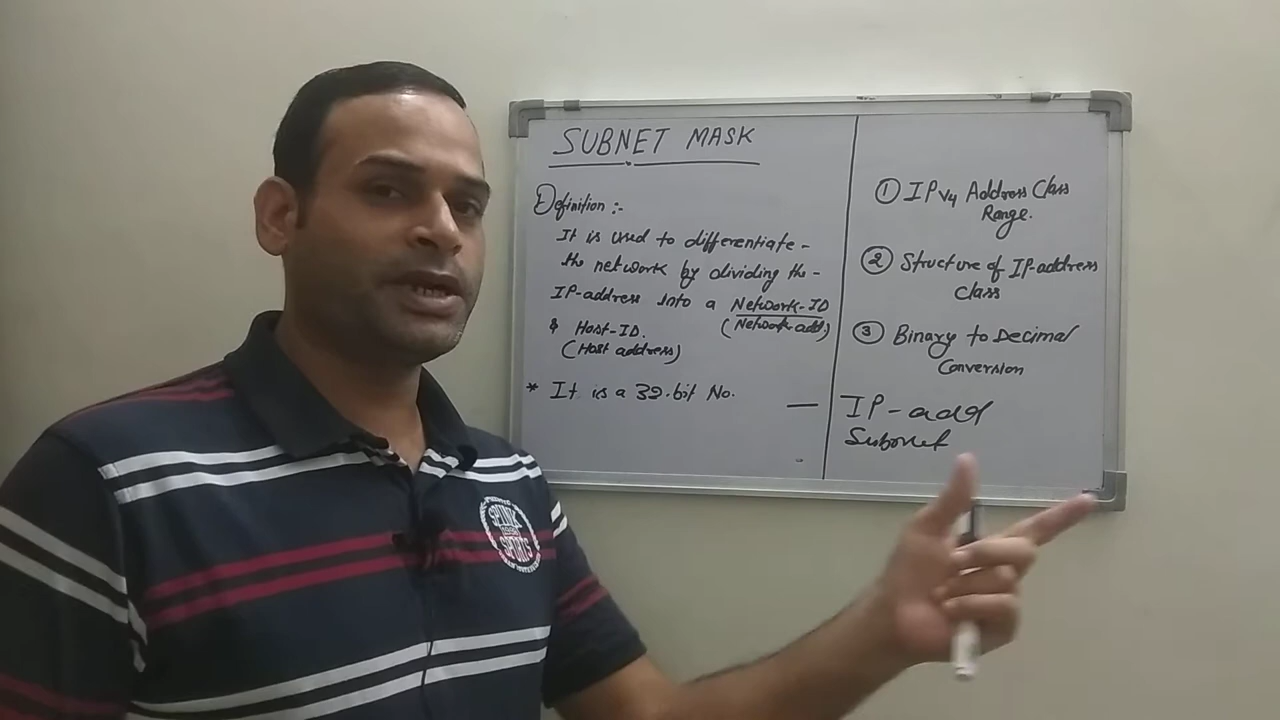 SUBNET MASK
Definition :-
It is used to differentiate -
the network by dividing the -
IP-address into a Network-ID
& Host-ID. (Network add.)
(Host address)
* It is a 32-bit No.
① IPv4 Address Class
Range.
② Structure of IP-address
Class
③ Binary to Decimal
Conversion
— IP-add
Subnet
SPUNK
SPORTS